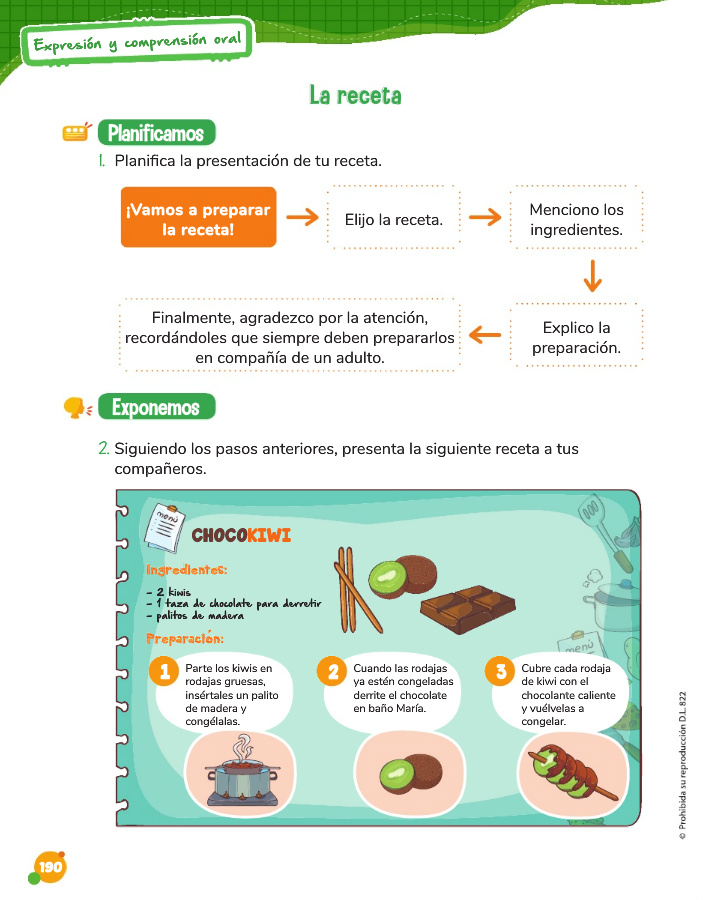 Expresión y comprensión oral
La receta
Planificamos
1. Planifica la presentación de tu receta.
¡Vamos a preparar
la receta!
Elijo la receta.
Menciono los
ingredientes.
Explico la
preparación.
Finalmente, agradezco por la atención,
recordándoles que siempre deben prepararlos
en compañía de un adulto.
Exponemos
2. Siguiendo los pasos anteriores, presenta la siguiente receta a tus
compañeros.
menú
CHOCOKIWI
Ingredientes:
- 2 kiwis
- 1 taza de chocolate para derretir
- palitos de madera
menú
Preparación:
1
Parte los kiwis en
rodajas gruesas,
insértales un palito
de madera y
congélalas.
2
Cuando las rodajas
ya estén congeladas
derrite el chocolate
en baño María.
3
Cubre cada rodaja
de kiwi con el
chocolante caliente
y vuélvelas a
congelar.
© Prohibida su reproducción D.L. 822
190